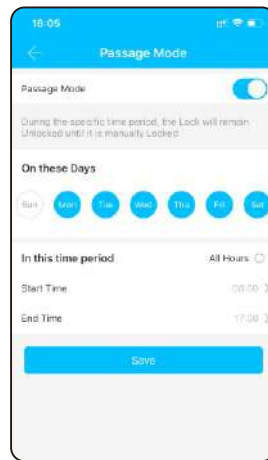 16:05
Passage Mode
Passage Mode
During the specific time period, the Lock will remain
Unlocked until it is manually Locked
On these Days
Sun Mon Tue Wed Thu Fri Sat
In this time period All Hours
Start Time 00:00
End Time 17:00
Save